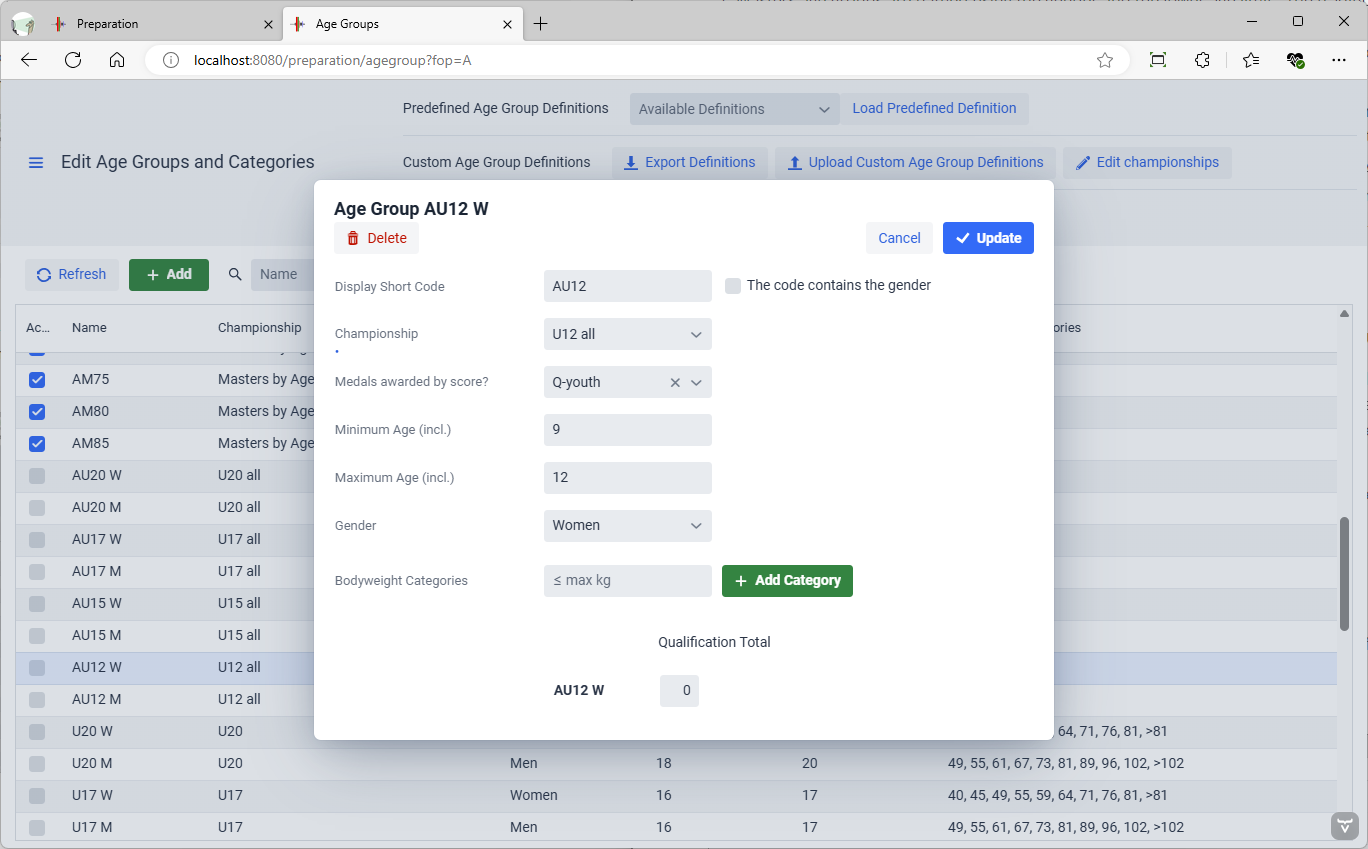 Preparation
Age Groups
localhost:8080/preparation/agegroup?fop=A
Predefined Age Group Definitions Available Definitions Load Predefined Definition
Edit Age Groups and Categories
Custom Age Group Definitions Export Definitions Upload Custom Age Group Definitions Edit championships
Refresh + Add Name
Ac... Name Championship ories
AM75 Masters by Age
AM80 Masters by Age
AM85 Masters by Age
AU20 W U20 all
AU20 M U20 all
AU17 W U17 all
AU17 M U17 all
AU15 W U15 all
AU15 M U15 all
AU12 W U12 all
AU12 M U12 all
U20 W U20 64, 71, 76, 81, >81
U20 M U20 Men 18 20 49, 55, 61, 67, 73, 81, 89, 96, 102, >102
U17 W U17 Women 16 17 40, 45, 49, 55, 59, 64, 71, 76, 81, >81
U17 M U17 Men 16 17 49, 55, 61, 67, 73, 81, 89, 96, 102, >102
Age Group AU12 W
Delete Cancel Update
Display Short Code AU12 The code contains the gender
Championship U12 all
Medals awarded by score? Q-youth
Minimum Age (incl.) 9
Maximum Age (incl.) 12
Gender Women
Bodyweight Categories ≤ max kg + Add Category
Qualification Total
AU12 W 0